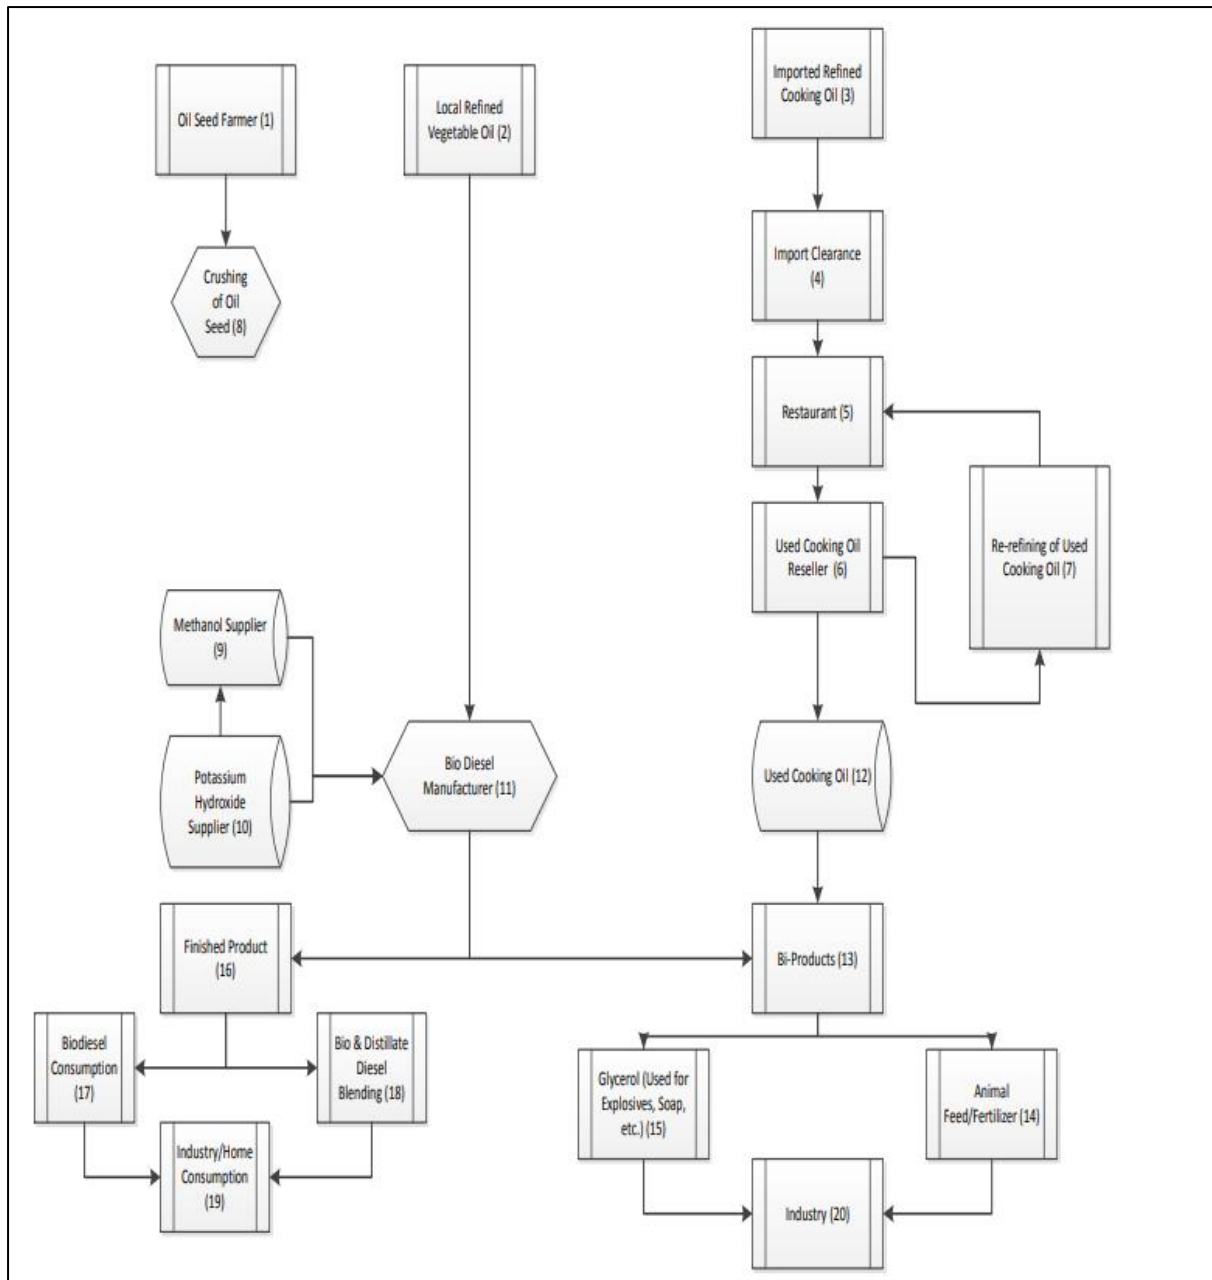 Oil Seed Farmer (1)
Local Refined
Vegetable Oil (2)
Imported Refined
Cooking Oil (3)
Import Clearance
(4)
Crushing
of Oil
Seed (8)
Restaurant (5)
Used Cooking Oil
Reseller (6)
Re-refining of Used
Cooking Oil (7)
Methanol Supplier
(9)
Potassium
Hydroxide
Supplier (10)
Bio Diesel
Manufacturer (11)
Used Cooking Oil (12)
Finished Product
(16)
Bi-Products (13)
Biodiesel
Consumption
(17)
Bio & Distillate
Diesel
Blending (18)
Glycerol (Used for
Explosives, Soap,
etc.) (15)
Animal
Feed/Fertilizer (14)
Industry/Home
Consumption
(19)
Industry (20)